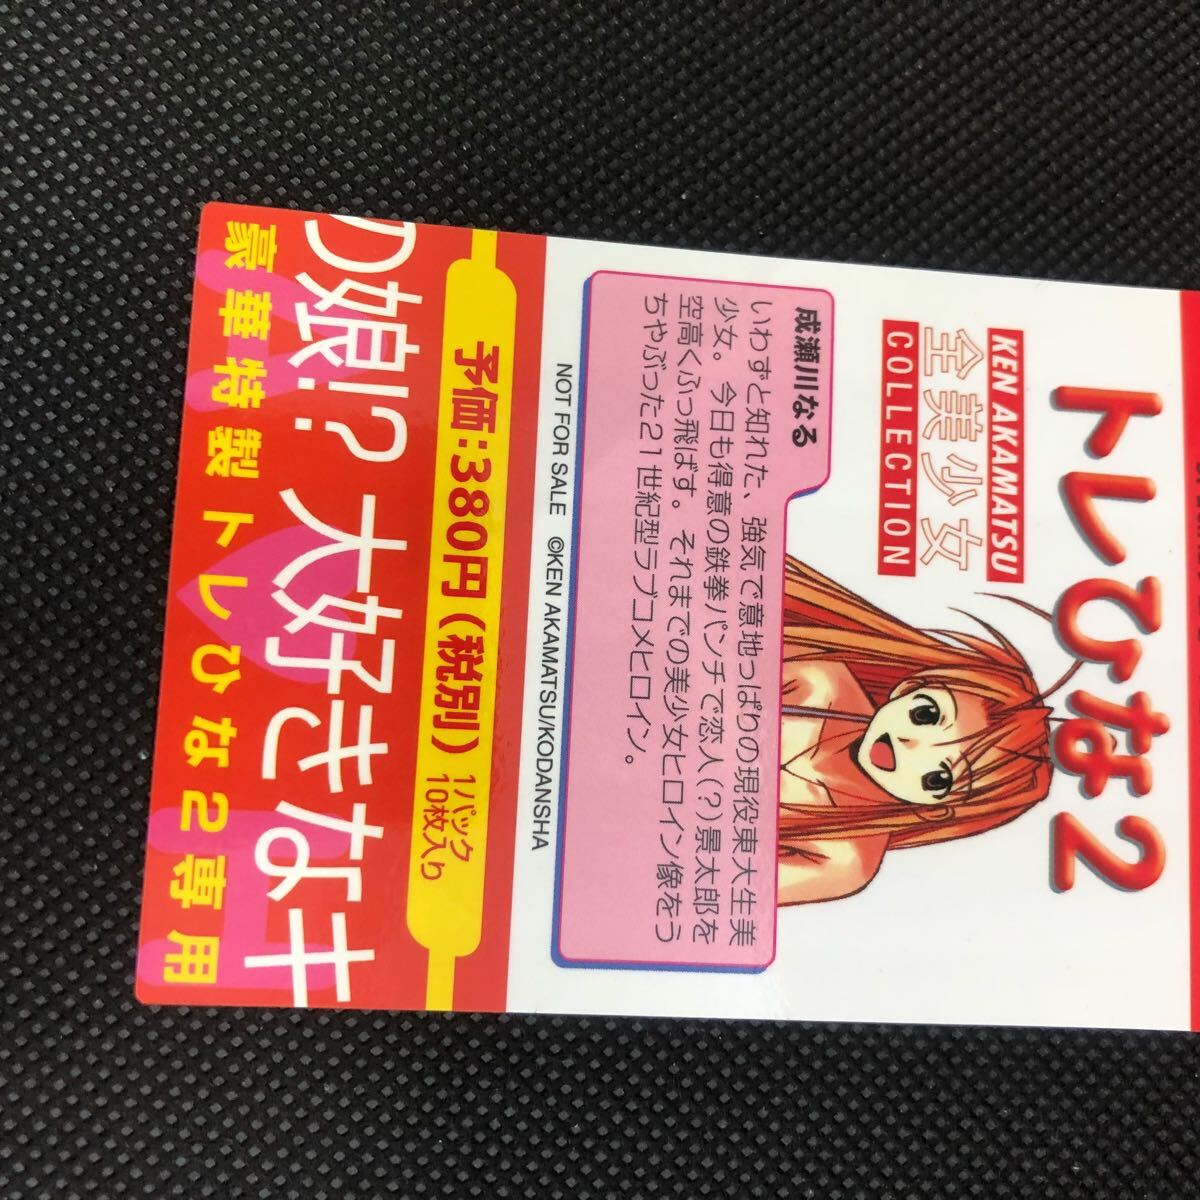 トレひな2
KEN AKAMATSU
全美少女
COLLECTION
成瀬川なる
いわずと知れた、強気で意地っぱりの現役東大生美
少女。今日も得意の鉄拳パンチで恋人(?)景太郎を
空高くぶっ飛ばす。それまでの美少女ヒロイン像をう
ちやぶった21世紀型ラブコメヒロイン。
NOT FOR SALE ©KEN AKAMATSU/KODANSHA
予価:380円(税別)
1パック
10枚入り
の娘!? 大好きなキ
豪華特製トレひな2専用